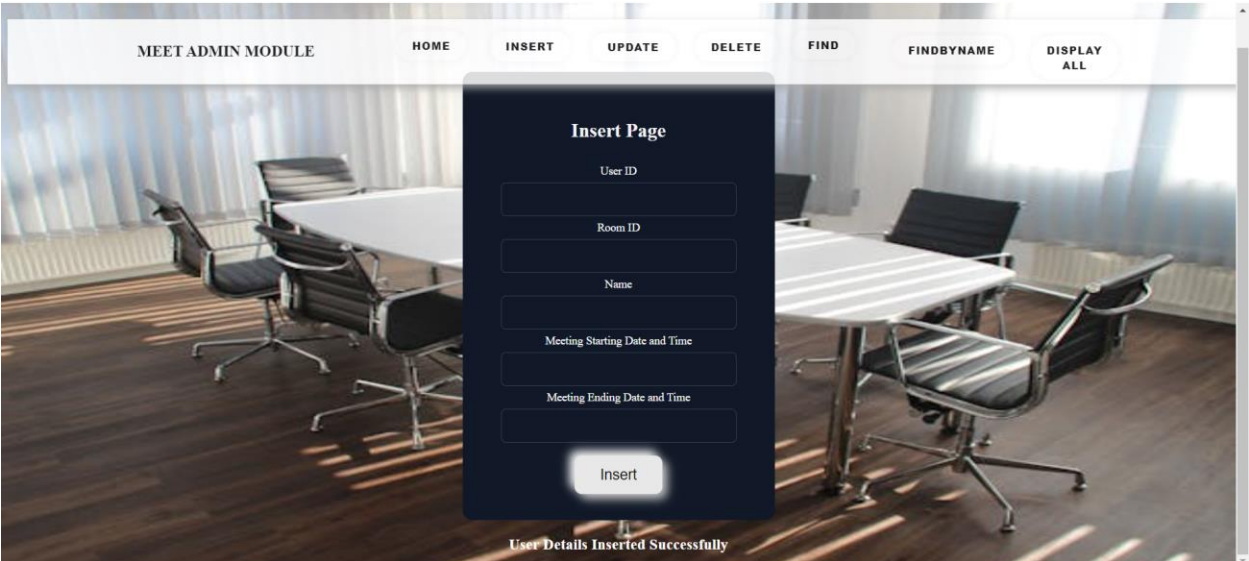 MEET ADMIN MODULE
HOME
INSERT
UPDATE
DELETE
FIND
FINDBYNAME
DISPLAY
ALL
Insert Page
User ID
Room ID
Name
Meeting Starting Date and Time
Meeting Ending Date and Time
Insert
User Details Inserted Successfully